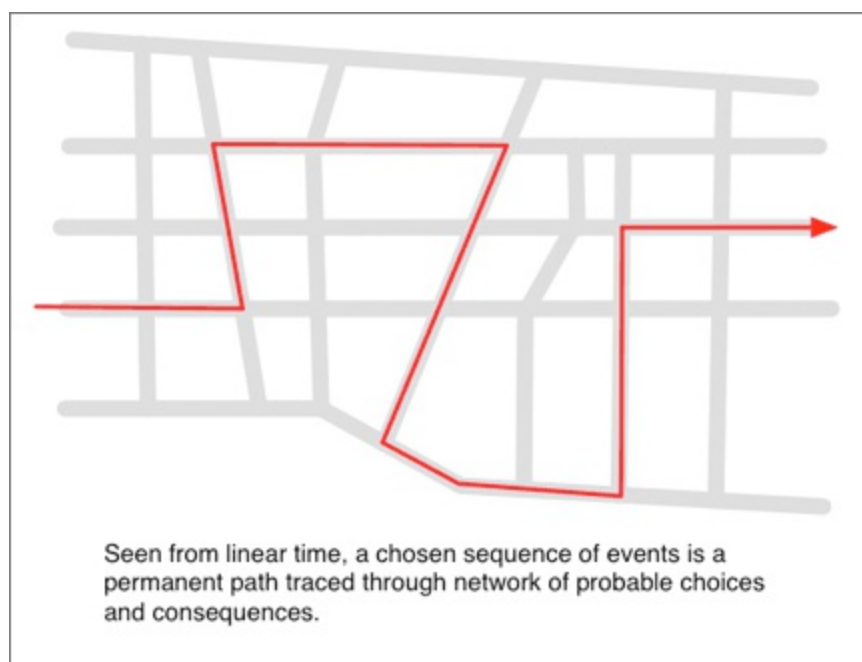 Seen from linear time, a chosen sequence of events is a
permanent path traced through network of probable choices
and consequences.